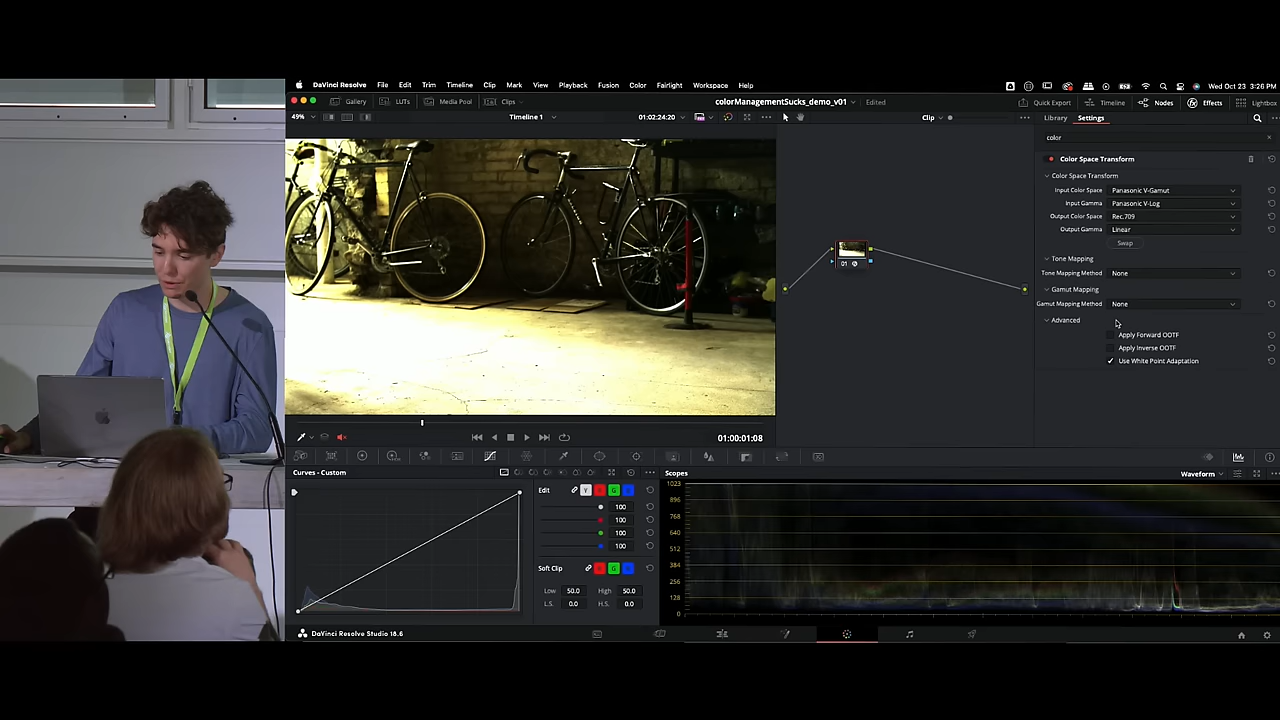 DaVinci Resolve File Edit Trim Timeline Clip Mark View Playback Fusion Color Fairlight Workspace Help
Wed Oct 23 3:26 PM
Gallery LUTs Media Pool Clips
colorManagementSucks_demo_v01 Edited
Quick Export Timeline Nodes Effects Lightbox
49% Timeline 1 01:02:24:20 Clip Library Settings
color
Color Space Transform
Color Space Transform
Input Color Space Panasonic V-Gamut
Input Gamma Panasonic V-Log
Output Color Space Rec.709
Output Gamma Linear
Swap
Tone Mapping
Tone Mapping Method None
Gamut Mapping
Gamut Mapping Method None
Advanced
Apply Forward OOTF
Apply Inverse OOTF
Use White Point Adaptation
01
01:00:01:08
Curves - Custom
Edit
Y
100
100
100
100
Soft Clip
Low 50.0 High 50.0
L.S. 0.0 H.S. 0.0
Scopes Waveform
1023
896
768
640
512
384
256
128
0
DaVinci Resolve Studio 18.6